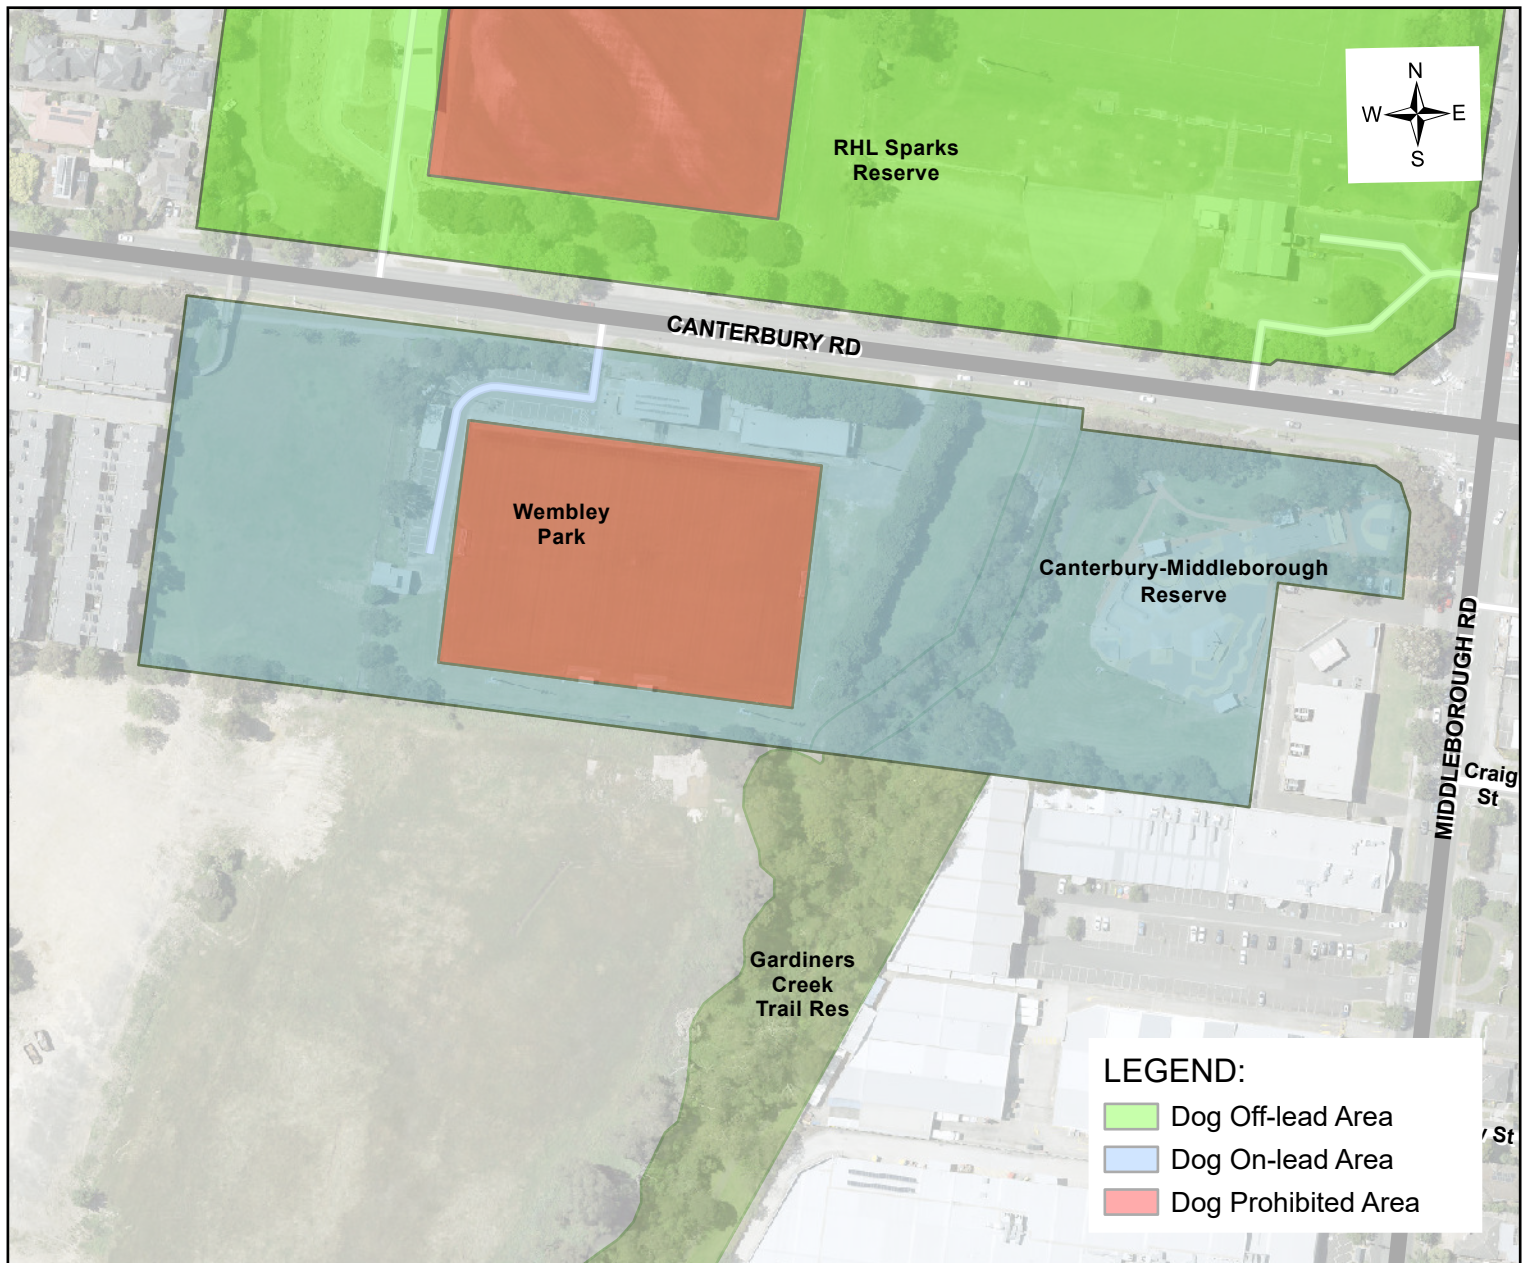 N
W E
S
RHL Sparks
Reserve
CANTERBURY RD
Wembley
Park
Canterbury-Middleborough
Reserve
MIDDLEBOROUGH RD
Craig
St
Gardiners
Creek
Trail Res
LEGEND:
Dog Off-lead Area
Dog On-lead Area
Dog Prohibited Area
St